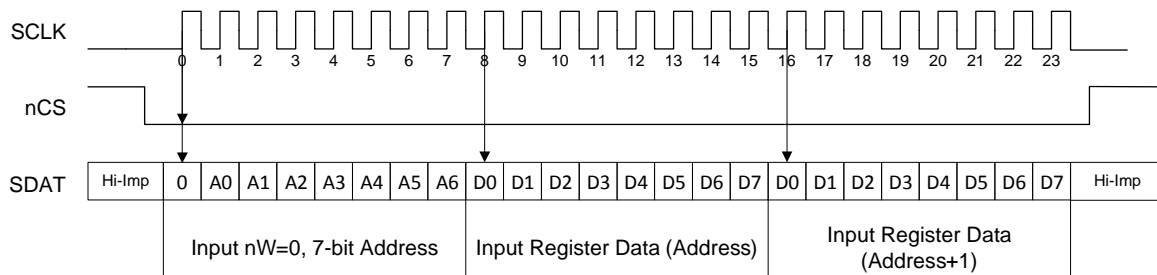 SCLK
0 1 2 3 4 5 6 7 8 9 10 11 12 13 14 15 16 17 18 19 20 21 22 23
nCS
SDAT Hi-Imp 0 A0 A1 A2 A3 A4 A5 A6 D0 D1 D2 D3 D4 D5 D6 D7 D0 D1 D2 D3 D4 D5 D6 D7 Hi-Imp
Input nW=0, 7-bit Address Input Register Data (Address) Input Register Data
(Address+1)